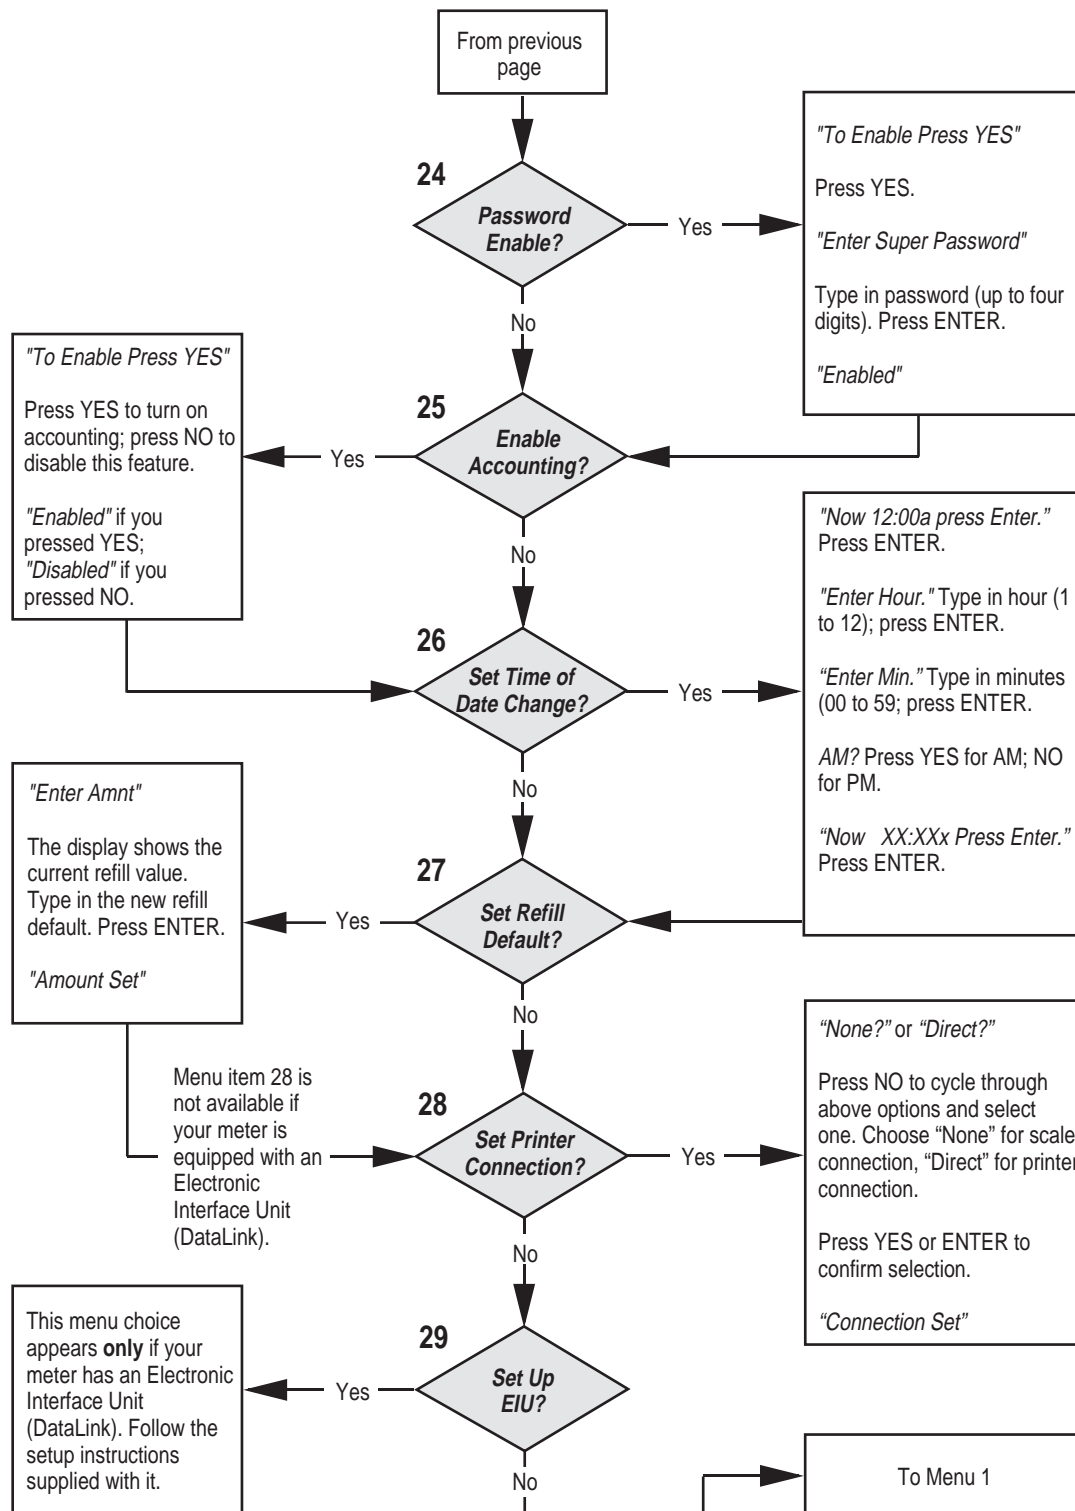 From previous
page
24
Password
Enable?
Yes
"To Enable Press YES"
Press YES.
"Enter Super Password"
Type in password (up to four
digits). Press ENTER.
"Enabled"
No
25
Enable
Accounting?
Yes
"To Enable Press YES"
Press YES to turn on
accounting; press NO to
disable this feature.
"Enabled" if you
pressed YES;
"Disabled" if you
pressed NO.
No
26
Set Time of
Date Change?
Yes
"Now 12:00a press Enter.”
Press ENTER.
"Enter Hour." Type in hour (1
to 12); press ENTER.
“Enter Min.” Type in minutes
(00 to 59; press ENTER.
AM? Press YES for AM; NO
for PM.
“Now XX:XXx Press Enter.”
Press ENTER.
No
27
Set Refill
Default?
Yes
"Enter Amnt"
The display shows the
current refill value.
Type in the new refill
default. Press ENTER.
"Amount Set"
No
Menu item 28 is
not available if
your meter is
equipped with an
Electronic
Interface Unit
(DataLink).
28
Set Printer
Connection?
Yes
“None?” or “Direct?”
Press NO to cycle through
above options and select
one. Choose “None” for scale
connection, “Direct” for printer
connection.
Press YES or ENTER to
confirm selection.
“Connection Set”
No
29
Set Up
EIU?
Yes
This menu choice
appears only if your
meter has an Electronic
Interface Unit
(DataLink). Follow the
setup instructions
supplied with it.
No
To Menu 1